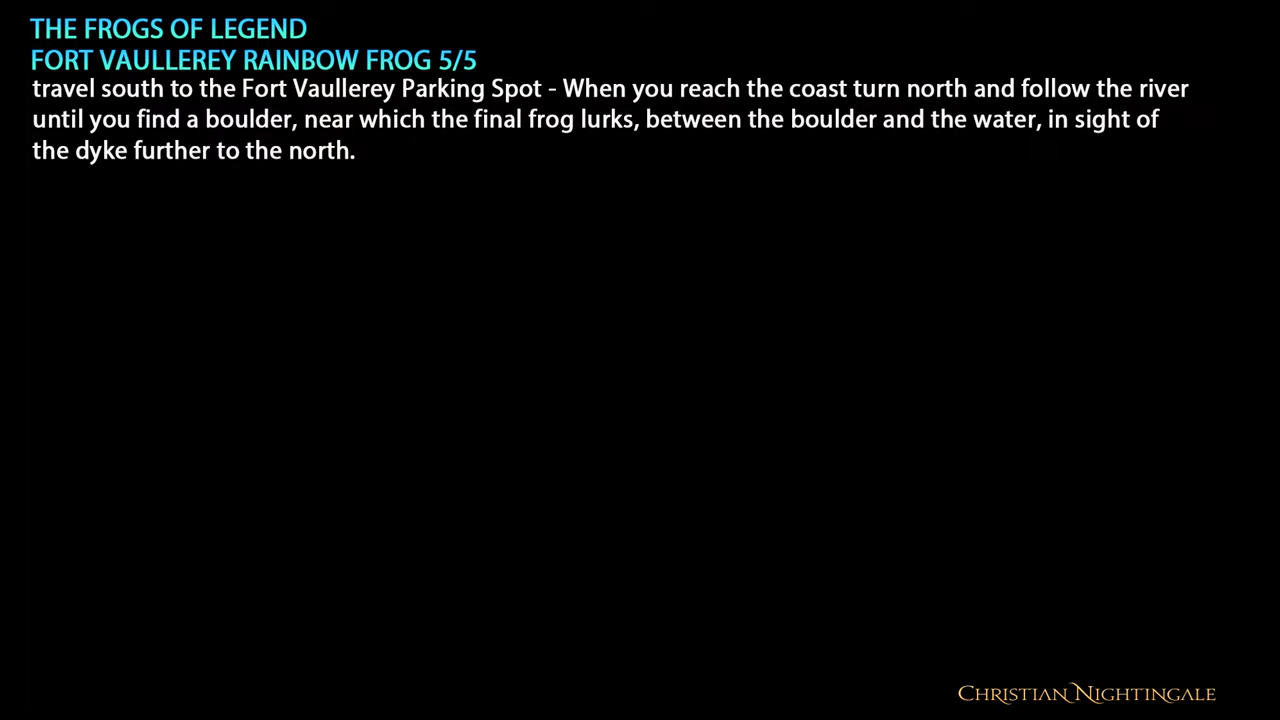 THE FROGS OF LEGEND
FORT VAULLEREY RAINBOW FROG 5/5
travel south to the Fort Vaullerey Parking Spot - When you reach the coast turn north and follow the river
until you find a boulder, near which the final frog lurks, between the boulder and the water, in sight of
the dyke further to the north.
CHRISTIAN NIGHTINGALE